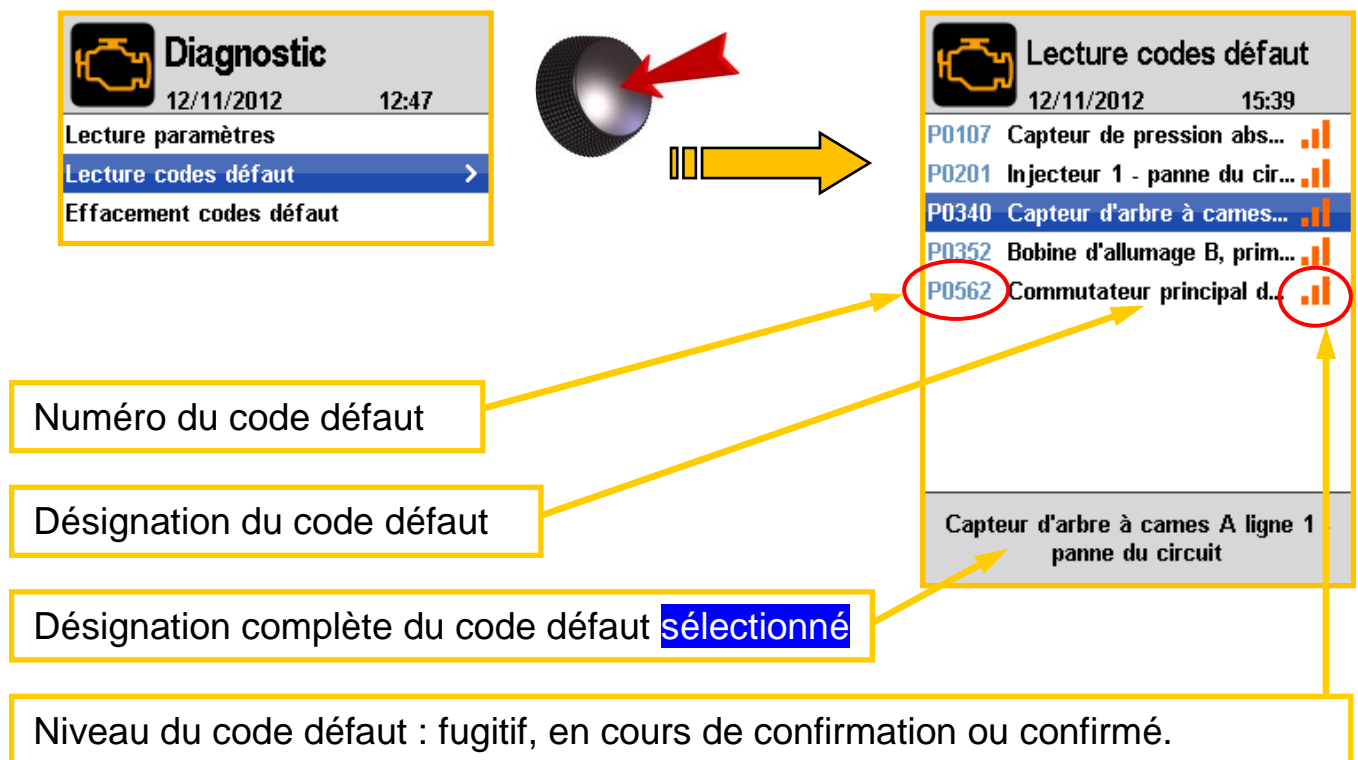 Diagnostic
12/11/2012 12:47
Lecture paramètres
Lecture codes défaut >
Effacement codes défaut
Lecture codes défaut
12/11/2012 15:39
P0107 Capteur de pression abs...
P0201 Injecteur 1 - panne du cir...
P0340 Capteur d'arbre à cames...
P0352 Bobine d'allumage B, prim...
P0562 Commutateur principal d...
Numéro du code défaut
Désignation du code défaut
Capteur d'arbre à cames A ligne 1 -
panne du circuit
Désignation complète du code défaut sélectionné
Niveau du code défaut : fugitif, en cours de confirmation ou confirmé.